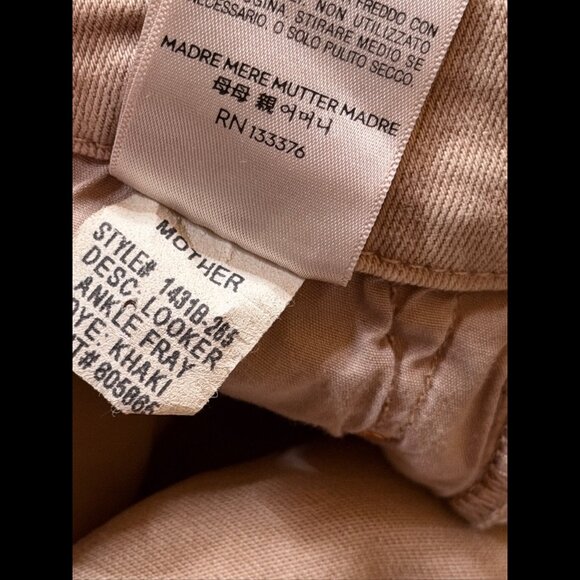 FREDDO CON
NON UTILIZZATO
STIRARE MEDIO SE
NECESSARIO O SOLO PULITO SECCO.
MADRE MERE MUTTER MADRE
母母 親 어머니
RN 133376
MOTHER
STYLE# 1431B-285
DESC: LOOKER
ANKLE FRAY
DYE: KHAKI